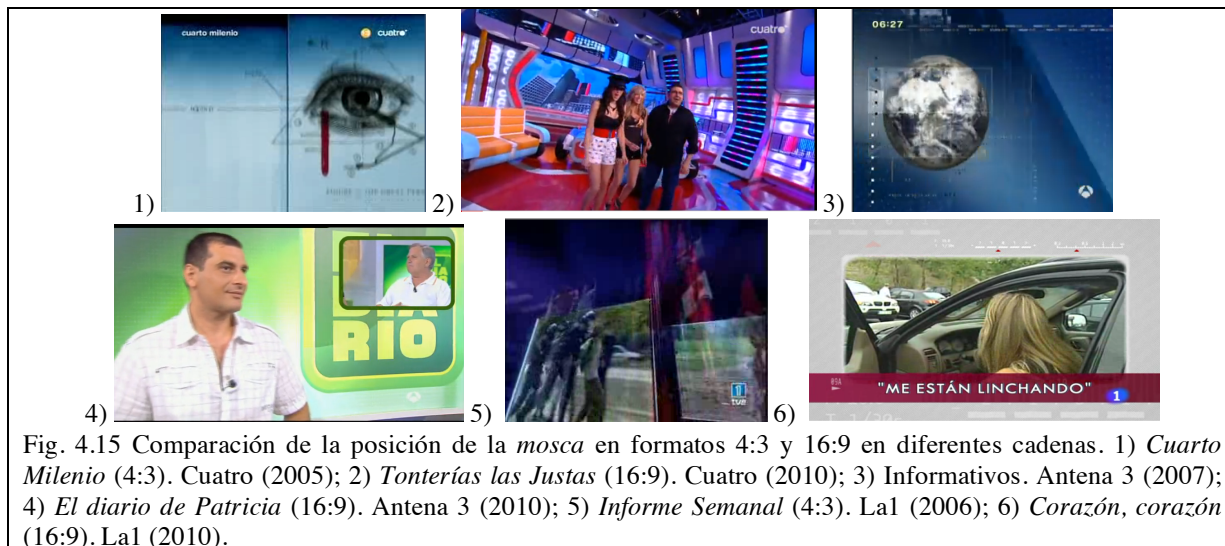 cuarto milenio
cuatro
cuatro
06:27
1)
2)
3)
RIO
1
tve
"ME ESTÁN LINCHANDO"
1
4)
5)
6)
Fig. 4.15 Comparación de la posición de la mosca en formatos 4:3 y 16:9 en diferentes cadenas. 1) Cuarto
Milenio (4:3). Cuatro (2005); 2) Tonterías las Justas (16:9). Cuatro (2010); 3) Informativos. Antena 3 (2007);
4) El diario de Patricia (16:9). Antena 3 (2010); 5) Informe Semanal (4:3). La1 (2006); 6) Corazón, corazón
(16:9). La1 (2010).